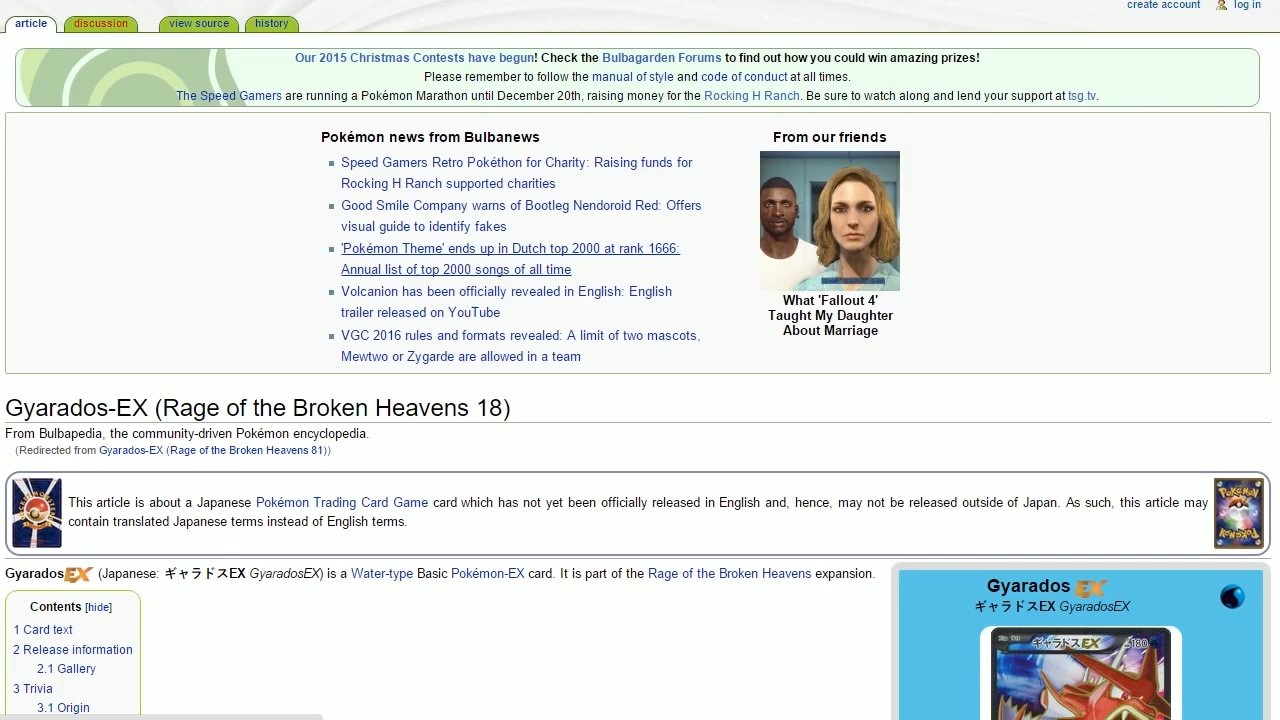 create account log in
article discussion view source history
Our 2015 Christmas Contests have begun! Check the Bulbagarden Forums to find out how you could win amazing prizes!
Please remember to follow the manual of style and code of conduct at all times.
The Speed Gamers are running a Pokémon Marathon until December 20th, raising money for the Rocking H Ranch. Be sure to watch along and lend your support at tsg.tv.
Pokémon news from Bulbanews
Speed Gamers Retro Pokéthon for Charity: Raising funds for
Rocking H Ranch supported charities
Good Smile Company warns of Bootleg Nendoroid Red: Offers
visual guide to identify fakes
'Pokémon Theme' ends up in Dutch top 2000 at rank 1666:
Annual list of top 2000 songs of all time
Volcanion has been officially revealed in English: English
trailer released on YouTube
VGC 2016 rules and formats revealed: A limit of two mascots,
Mewtwo or Zygarde are allowed in a team
From our friends
What 'Fallout 4'
Taught My Daughter
About Marriage
Gyarados-EX (Rage of the Broken Heavens 18)
From Bulbapedia, the community-driven Pokémon encyclopedia.
(Redirected from Gyarados-EX (Rage of the Broken Heavens 81))
This article is about a Japanese Pokémon Trading Card Game card which has not yet been officially released in English and, hence, may not be released outside of Japan. As such, this article may
contain translated Japanese terms instead of English terms.
Gyarados EX (Japanese: ギャラドスEX GyaradosEX) is a Water-type Basic Pokémon-EX card. It is part of the Rage of the Broken Heavens expansion.
Contents [hide]
1 Card text
2 Release information
2.1 Gallery
3 Trivia
3.1 Origin
Gyarados EX
ギャラドスEX GyaradosEX
ギャラドスEX 180